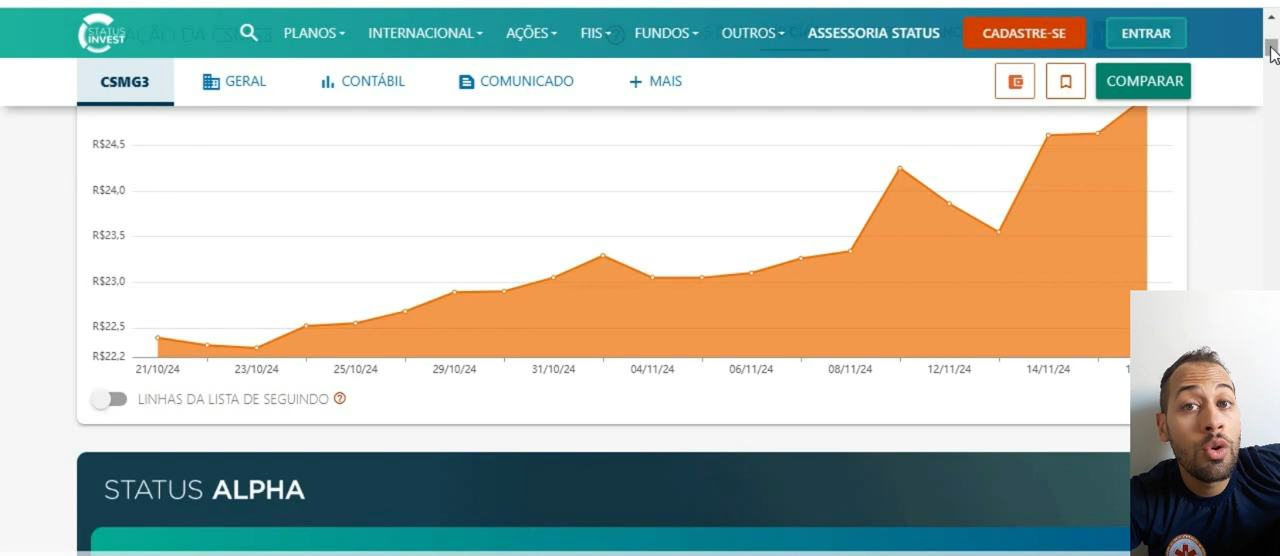 STATUS
INVEST
PLANOS
INTERNACIONAL
AÇÕES
FIIS
FUNDOS
OUTROS
ASSESSORIA STATUS
CADASTRE-SE
ENTRAR
CSMG3
GERAL
CONTÁBIL
COMUNICADO
+ MAIS
COMPARAR
R$24,5
R$24,0
R$23,5
R$23,0
R$22,5
R$22,2
21/10/24
23/10/24
25/10/24
29/10/24
31/10/24
04/11/24
06/11/24
08/11/24
12/11/24
14/11/24
LINHAS DA LISTA DE SEGUINDO
STATUS ALPHA